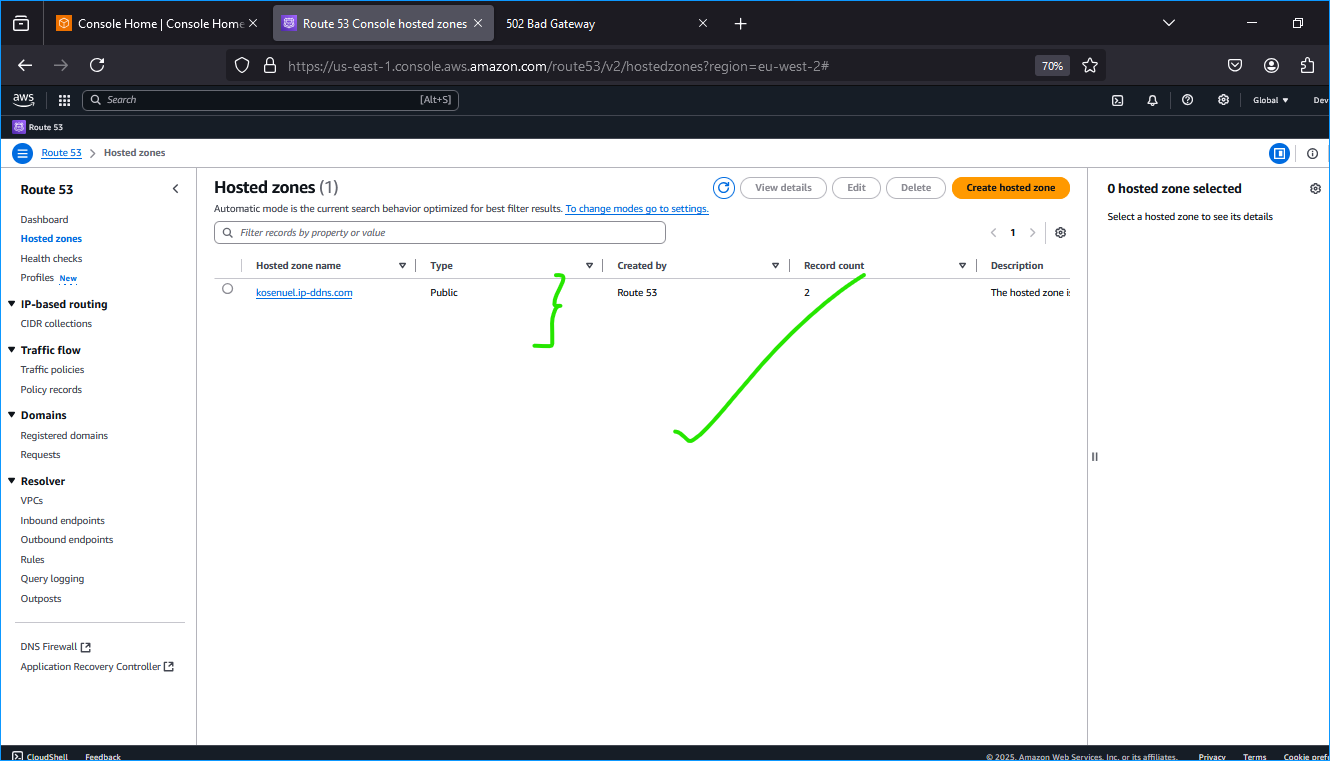 Console Home | Console Home
Route 53 Console hosted zones
502 Bad Gateway
https://us-east-1.console.aws.amazon.com/route53/v2/hostedzones?region=eu-west-2#
70%
aws
Search
[Alt+S]
Global
Dev
Route 53
Route 53
Hosted zones
Route 53
Dashboard
Hosted zones
Health checks
Profiles New
IP-based routing
CIDR collections
Traffic flow
Traffic policies
Policy records
Domains
Registered domains
Requests
Resolver
VPCs
Inbound endpoints
Outbound endpoints
Rules
Query logging
Outposts
DNS Firewall
Application Recovery Controller
Hosted zones (1)
View details
Edit
Delete
Create hosted zone
Automatic mode is the current search behavior optimized for best filter results. To change modes go to settings.
Filter records by property or value
1
Hosted zone name Type Created by Record count Description
kosenuel.ip-ddns.com Public Route 53 2 The hosted zone is
0 hosted zone selected
Select a hosted zone to see its details
CloudShell Feedback
© 2025, Amazon Web Services, Inc. or its affiliates. Privacy Terms Cookie prefe